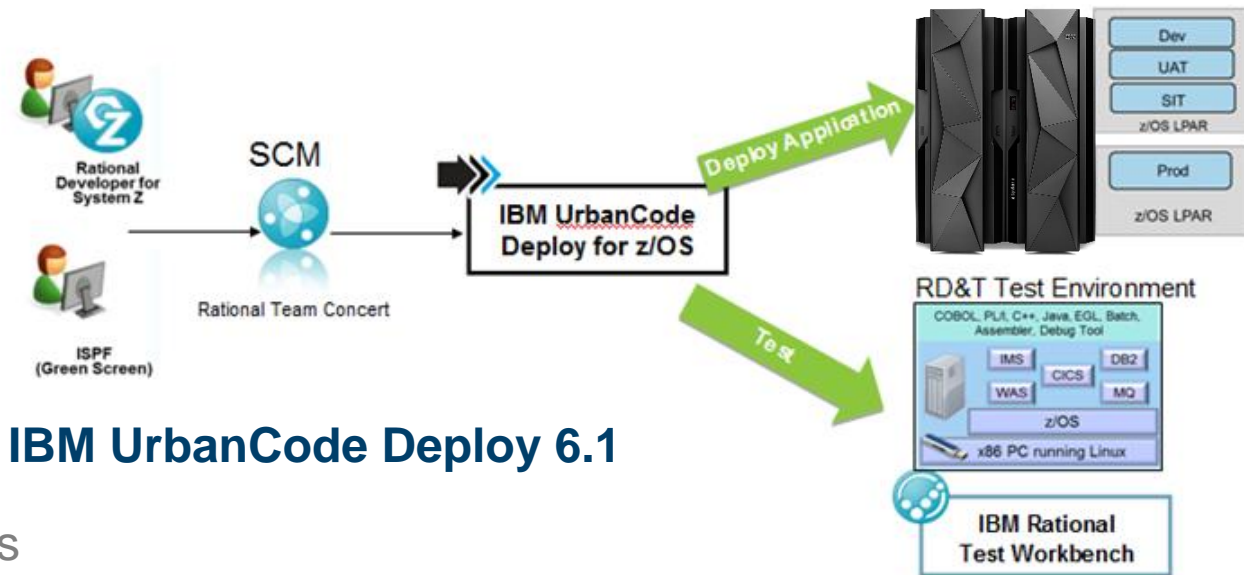 Rational
Developer for
System Z
ISPF
(Green Screen)
SCM
Rational Team Concert
IBM UrbanCode
Deploy for z/OS
Deploy Application
Test
Dev
UAT
SIT
z/OS LPAR
Prod
z/OS LPAR
RD&T Test Environment
COBOL, PL/I, C++, Java, EGL, Batch,
Assembler, Debug Tool
IMS
DB2
CICS
WAS
MQ
z/OS
x86 PC running Linux
IBM Rational
Test Workbench
IBM UrbanCode Deploy 6.1
s